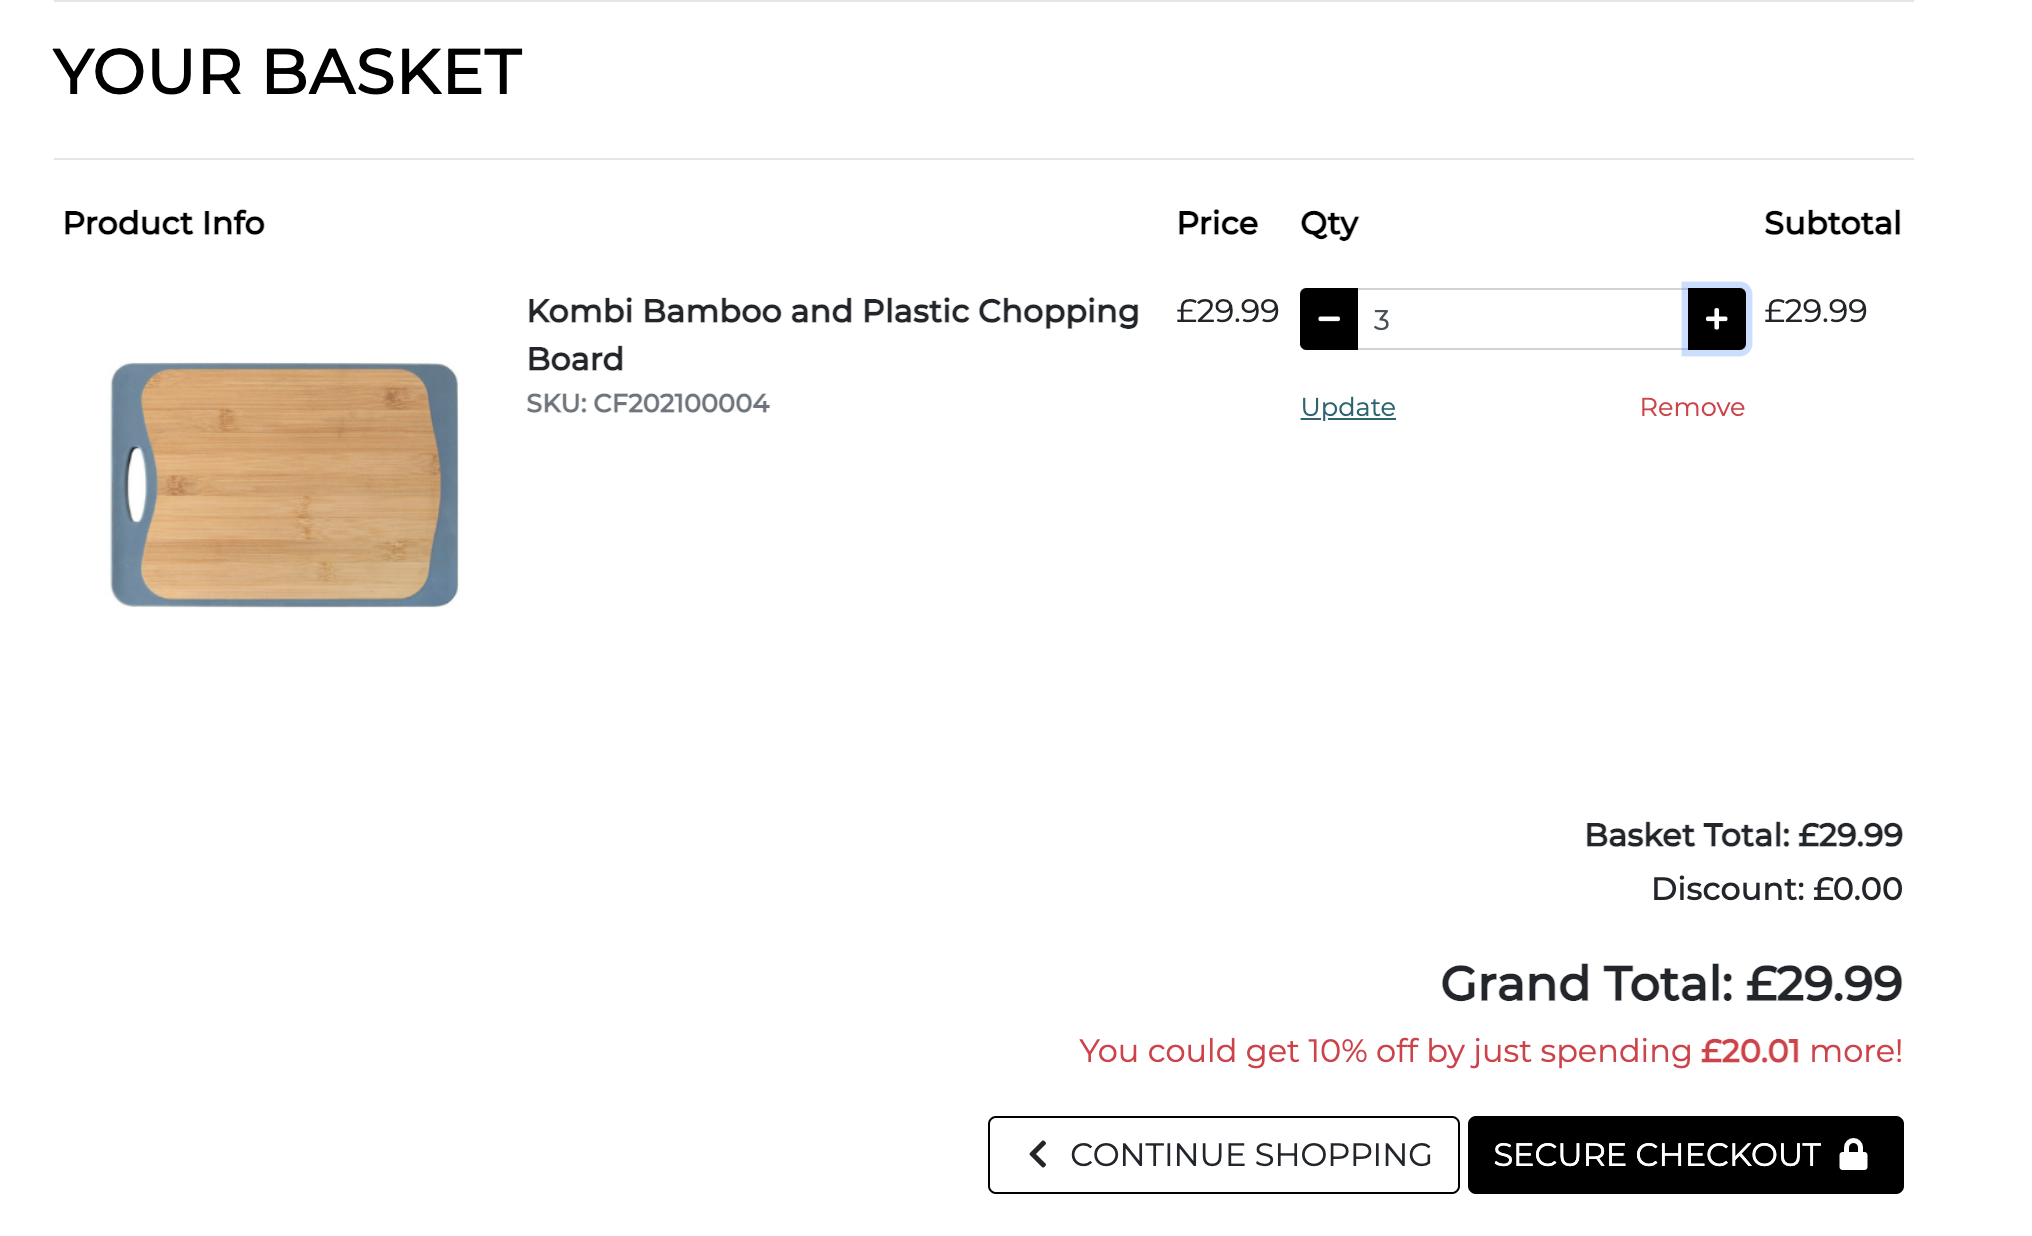 YOUR BASKET
Product Info Price Qty Subtotal
Kombi Bamboo and Plastic Chopping £29.99 3 £29.99
Board
SKU: CF202100004
Update Remove
Basket Total: £29.99
Discount: £0.00
Grand Total: £29.99
You could get 10% off by just spending £20.01 more!
CONTINUE SHOPPING SECURE CHECKOUT